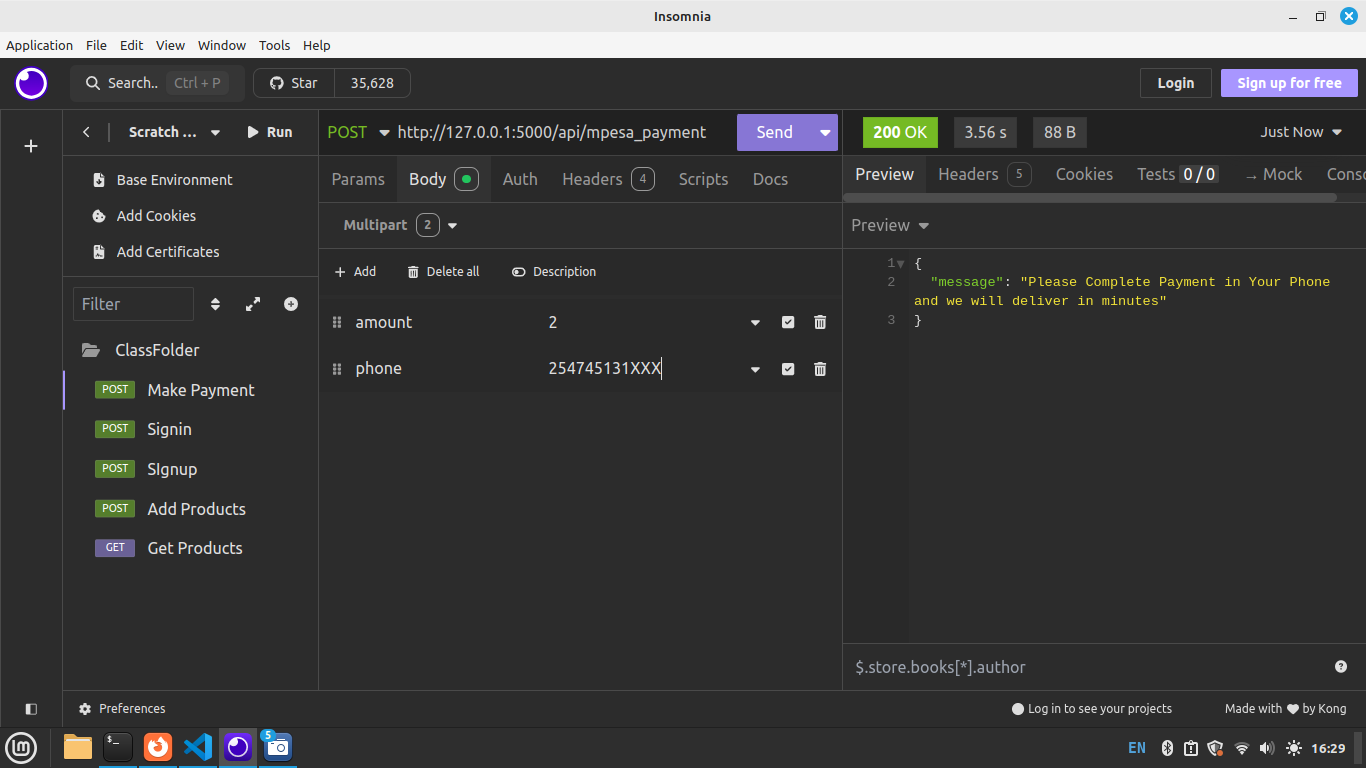 Insomnia
Application File Edit View Window Tools Help
Search.. Ctrl + P Star 35,628 Login Sign up for free
Scratch ... Run
Base Environment
Add Cookies
Add Certificates
Filter
ClassFolder
POST Make Payment
POST Signin
POST SIgnup
POST Add Products
GET Get Products
POST http://127.0.0.1:5000/api/mpesa_payment Send
Params Body Auth Headers 4 Scripts Docs
Multipart 2
+ Add Delete all Description
amount 2
phone 254745131XXX
200 OK 3.56 s 88 B Just Now
Preview Headers 5 Cookies Tests 0 / 0 → Mock Conso
Preview
1 {
2 "message": "Please Complete Payment in Your Phone
and we will deliver in minutes"
3 }
$.store.books[*].author
Preferences Log in to see your projects Made with ❤ by Kong
$_ 5 EN 16:29